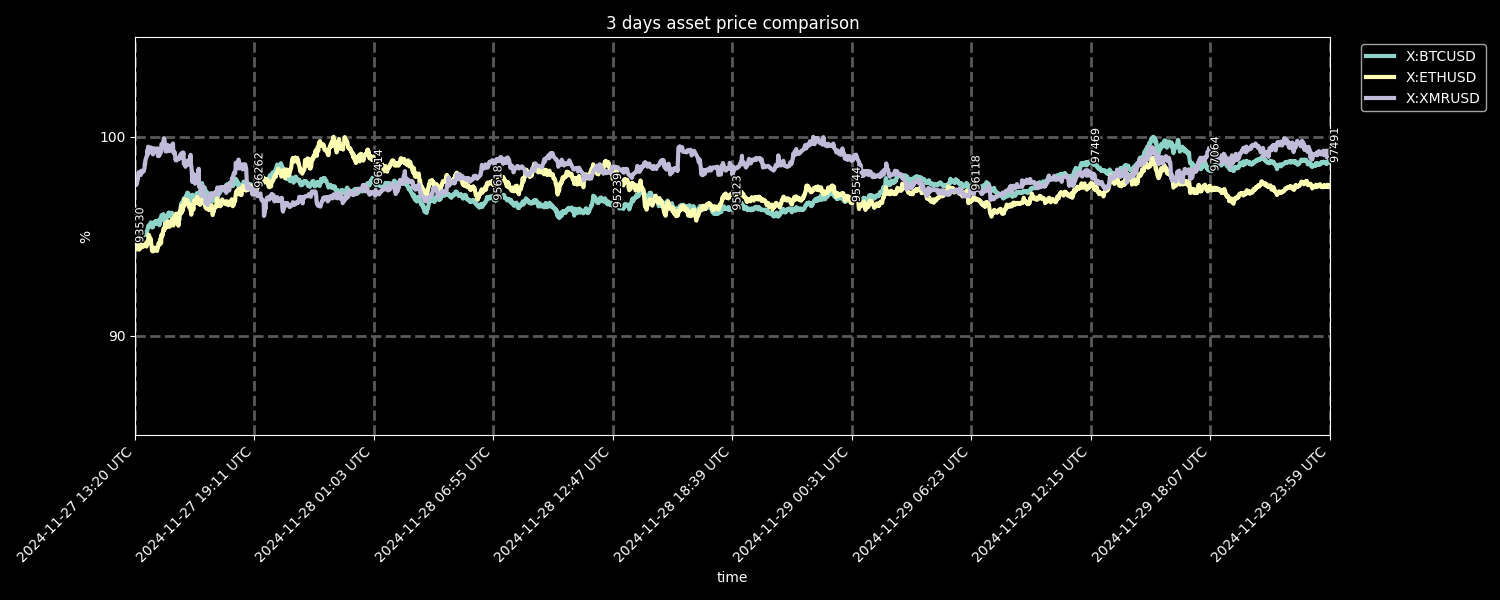 3 days asset price comparison
X:BTCUSD
X:ETHUSD
X:XMRUSD
100
90
%
93530
96262
96414
95618
95239
95123
95544
96118
97469
97064
97491
2024-11-27 13:20 UTC
2024-11-27 19:11 UTC
2024-11-28 01:03 UTC
2024-11-28 06:55 UTC
2024-11-28 12:47 UTC
2024-11-28 18:39 UTC
2024-11-29 00:31 UTC
2024-11-29 06:23 UTC
2024-11-29 12:15 UTC
2024-11-29 18:07 UTC
2024-11-29 23:59 UTC
time